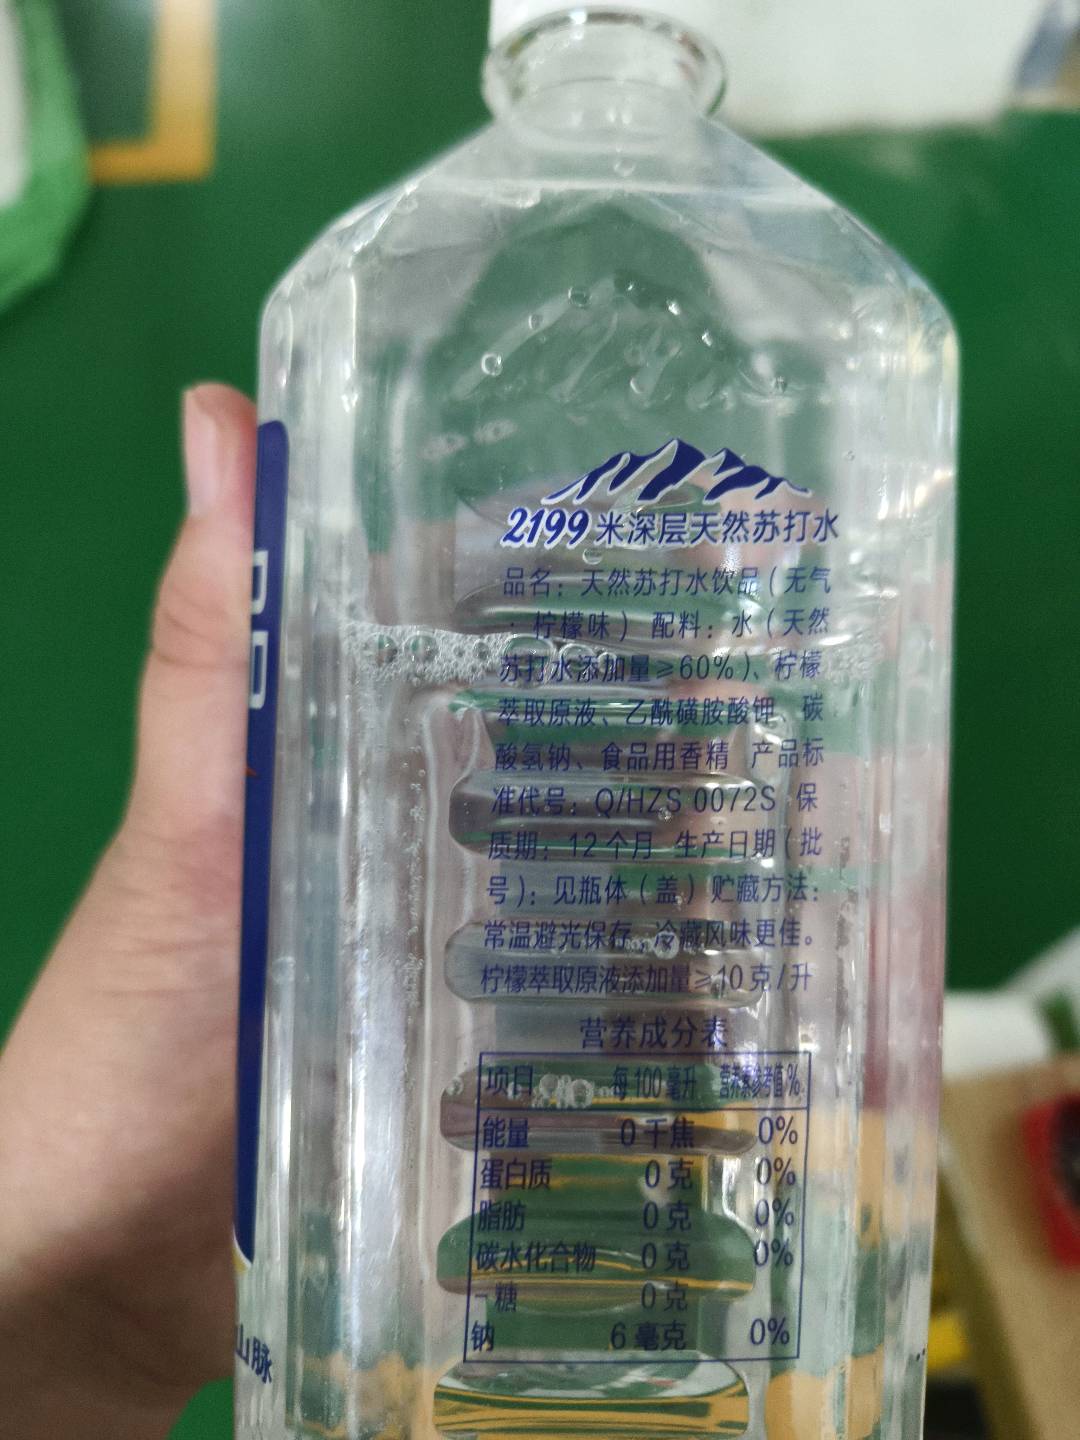 2199 米深层天然苏打水
品名：天然苏打水饮品（无气
·柠檬味） 配料：水（天然
苏打水添加量≥60%）、柠檬
萃取原液、乙酰磺胺酸钾、碳
酸氢钠、食品用香精 产品标
准代号：Q/HZS 0072S 保
质期：12个月 生产日期（批
号）：见瓶体（盖）贮藏方法：
常温避光保存，冷藏风味更佳。
柠檬萃取原液添加量≥10克/升
营养成分表
项目 每100毫升 营养素参考值%
能量 0千焦 0%
蛋白质 0克 0%
脂肪 0克 0%
碳水化合物 0克 0%
-糖 0克
钠 6毫克 0%
山脉